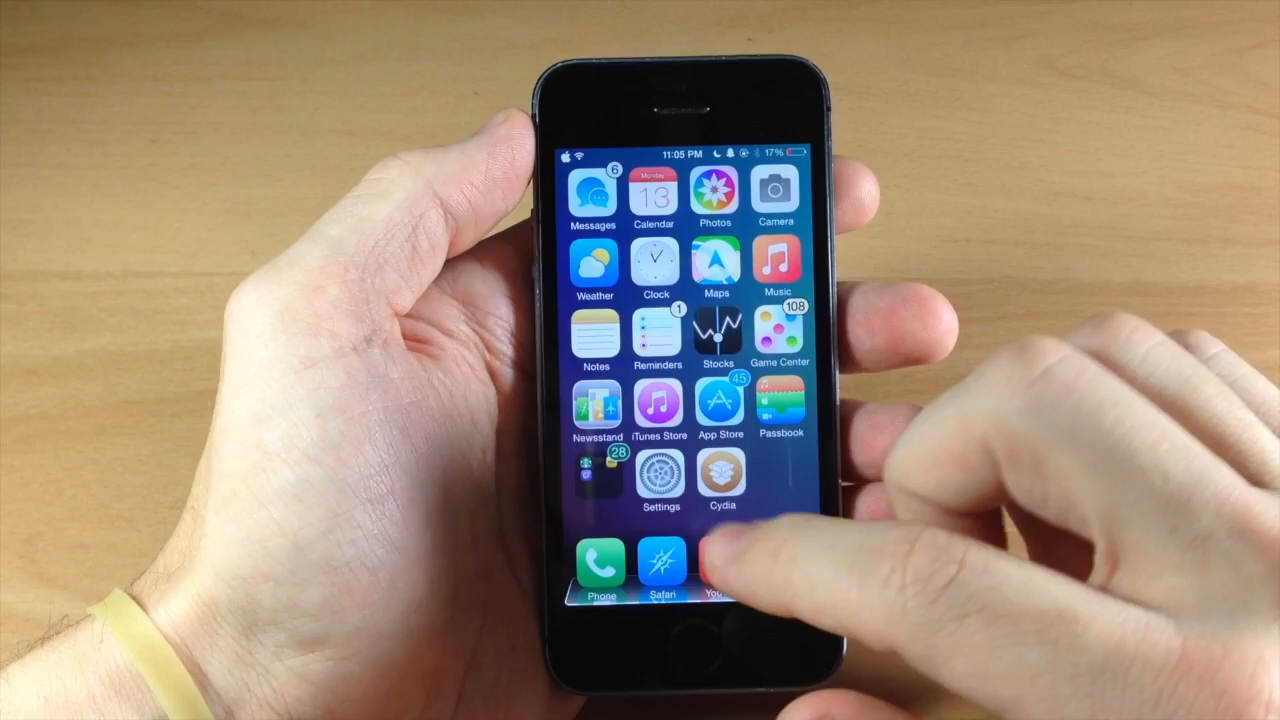 11:05 PM 17%
6
Monday
13
Messages Calendar Photos Camera
Weather Clock Maps Music
1 108
Notes Reminders Stocks Game Center
45
Newsstand iTunes Store App Store Passbook
28
Settings Cydia
Phone Safari